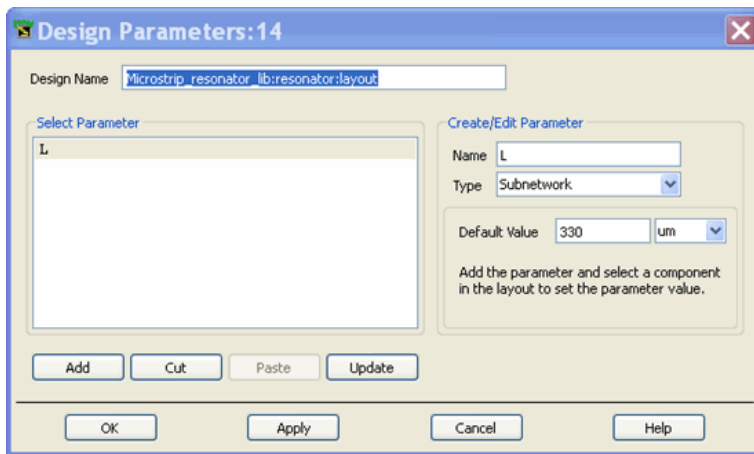 Design Parameters:14
Design Name Microstrip_resonator_lib:resonator:layout
Select Parameter
L
Create/Edit Parameter
Name L
Type Subnetwork
Default Value 330 um
Add the parameter and select a component
in the layout to set the parameter value.
Add Cut Paste Update
OK Apply Cancel Help